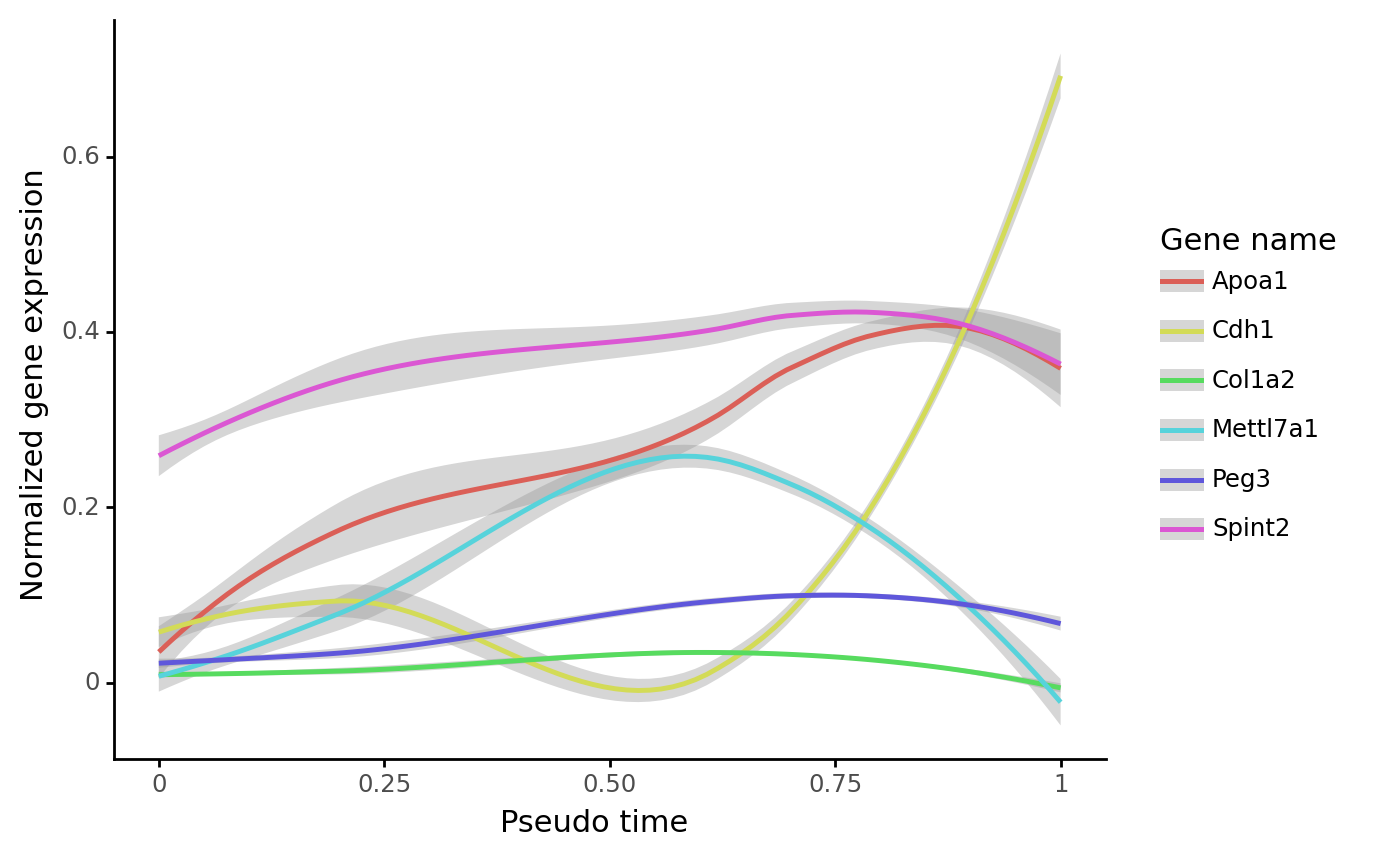 Normalized gene expression
0.6
0.4
0.2
0
0
0.25
0.50
0.75
1
Pseudo time
Gene name
Apoa1
Cdh1
Col1a2
Mettl7a1
Peg3
Spint2